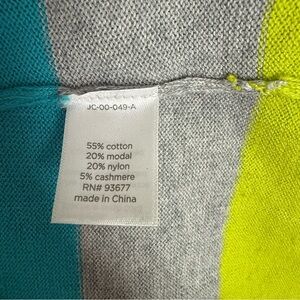 JC-00-049-A
55% cotton
20% modal
20% nylon
5% cashmere
RN# 93677
made in China